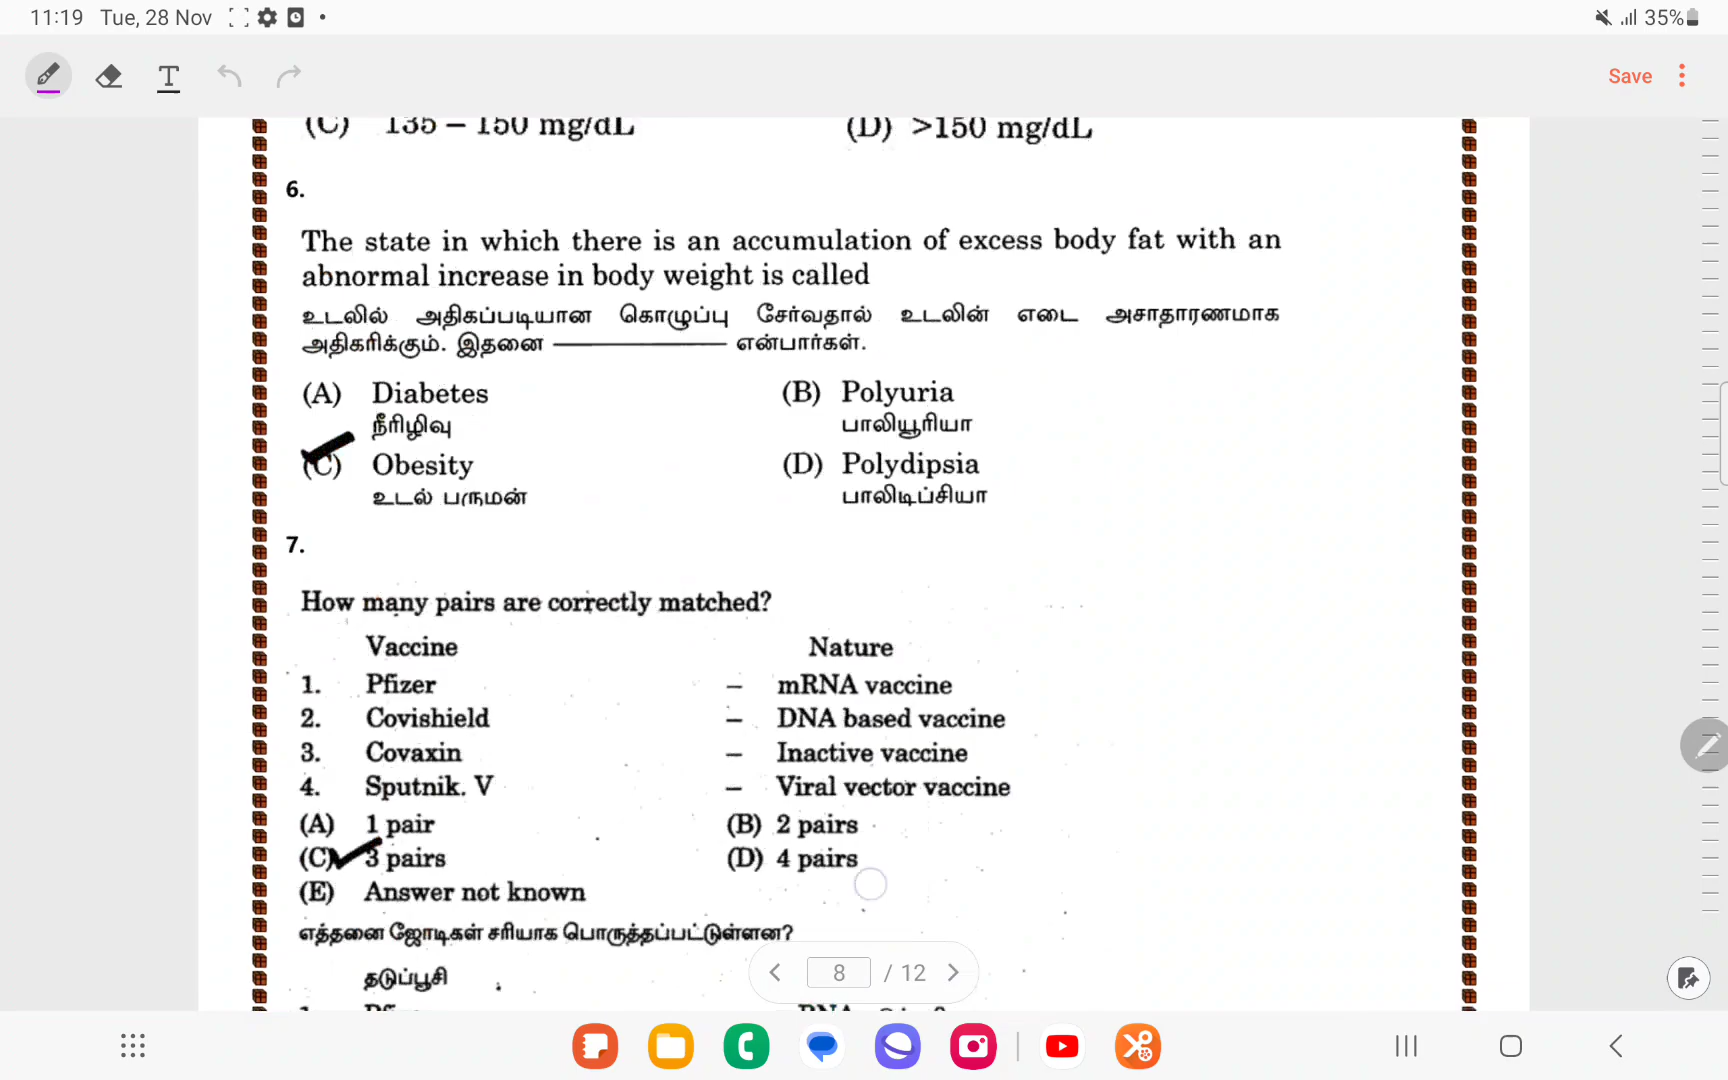 11:19 Tue, 28 Nov
35%
T
Save
(C) 135 – 150 mg/dL (D) >150 mg/dL
6.
The state in which there is an accumulation of excess body fat with an
abnormal increase in body weight is called
உடலில் அதிகப்படியான கொழுப்பு சேர்வதால் உடலின் எடை அசாதாரணமாக
அதிகரிக்கும். இதனை ———— என்பார்கள்.
(A) Diabetes (B) Polyuria
நீரிழிவு பாலியூரியா
(C) Obesity (D) Polydipsia
உடல் பருமன் பாலிடிப்சியா
7.
How many pairs are correctly matched?
Vaccine Nature
1. Pfizer – mRNA vaccine
2. Covishield – DNA based vaccine
3. Covaxin – Inactive vaccine
4. Sputnik. V – Viral vector vaccine
(A) 1 pair (B) 2 pairs
(C) 3 pairs (D) 4 pairs
(E) Answer not known
எத்தனை ஜோடிகள் சரியாக பொருத்தப்பட்டுள்ளன?
தடுப்பூசி
8 / 12